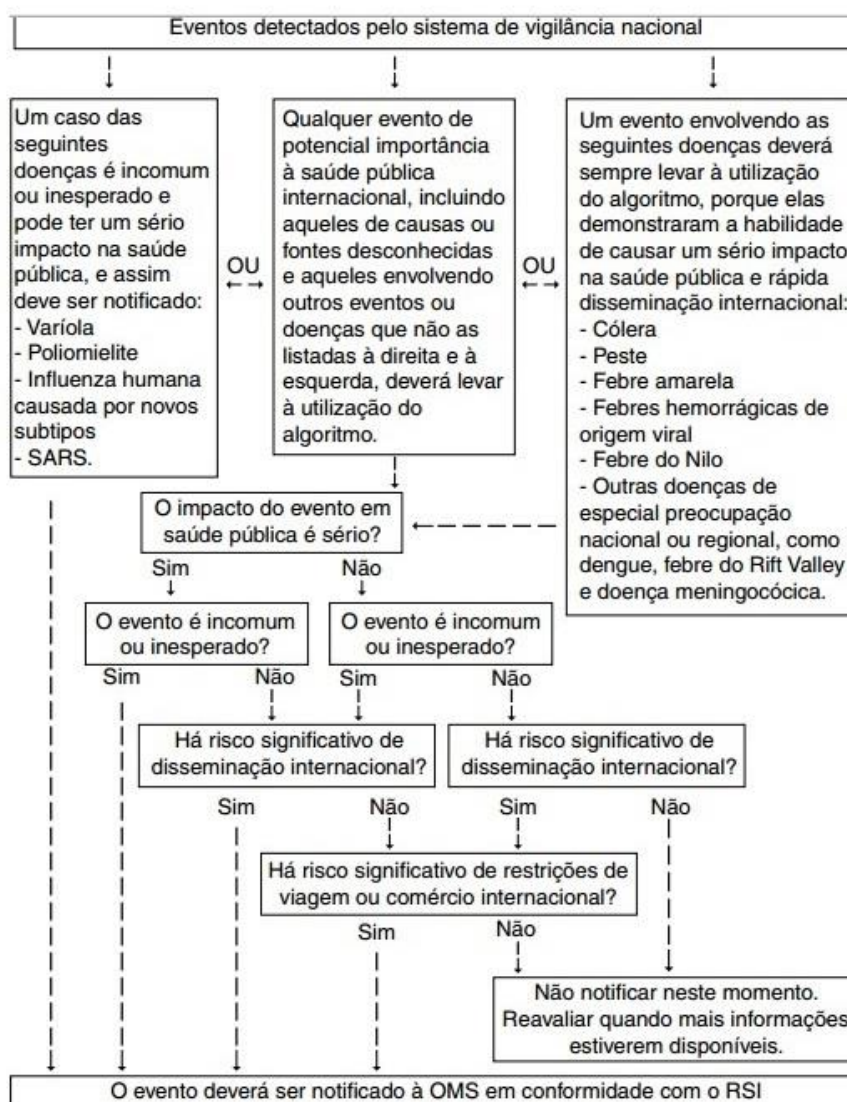 Eventos detectados pelo sistema de vigilância nacional
Um caso das
seguintes
doenças é incomum
ou inesperado e
pode ter um sério
impacto na saúde
pública, e assim
deve ser notificado:
- Varíola
- Poliomielite
- Influenza humana
causada por novos
subtipos
- SARS.
OU
Qualquer evento de
potencial importância
à saúde pública
internacional, incluindo
aqueles de causas ou
fontes desconhecidas
e aqueles envolvendo
outros eventos ou
doenças que não as
listadas à direita e à
esquerda, deverá levar
à utilização do
algoritmo.
OU
Um evento envolvendo as
seguintes doenças deverá
sempre levar à utilização
do algoritmo, porque elas
demonstraram a habilidade
de causar um sério impacto
na saúde pública e rápida
disseminação internacional:
- Cólera
- Peste
- Febre amarela
- Febres hemorrágicas de
origem viral
- Febre do Nilo
- Outras doenças de
especial preocupação
nacional ou regional, como
dengue, febre do Rift Valley
e doença meningocócica.
O impacto do evento em
saúde pública é sério?
Sim
Não
O evento é incomum
ou inesperado?
O evento é incomum
ou inesperado?
Sim
Não
Sim
Não
Há risco significativo de
disseminação internacional?
Há risco significativo de
disseminação internacional?
Sim
Não
Sim
Não
Há risco significativo de restrições de
viagem ou comércio internacional?
Sim
Não
Não notificar neste momento.
Reavaliar quando mais informações
estiverem disponíveis.
O evento deverá ser notificado à OMS em conformidade com o RSI